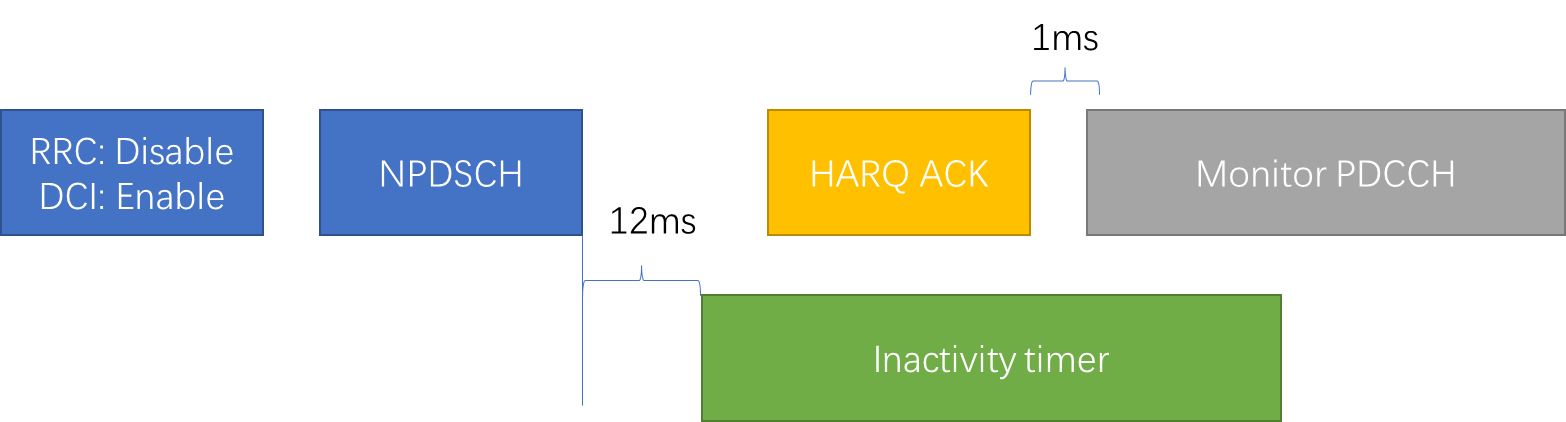 1ms
RRC: Disable
DCI: Enable
NPDSCH
HARQ ACK
Monitor PDCCH
12ms
Inactivity timer